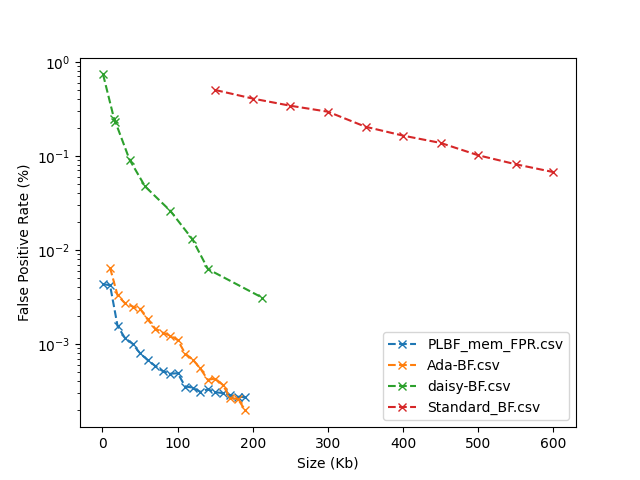 10⁰
10⁻¹
10⁻²
10⁻³
False Positive Rate (%)
0 100 200 300 400 500 600
Size (Kb)
PLBF_mem_FPR.csv
Ada-BF.csv
daisy-BF.csv
Standard_BF.csv